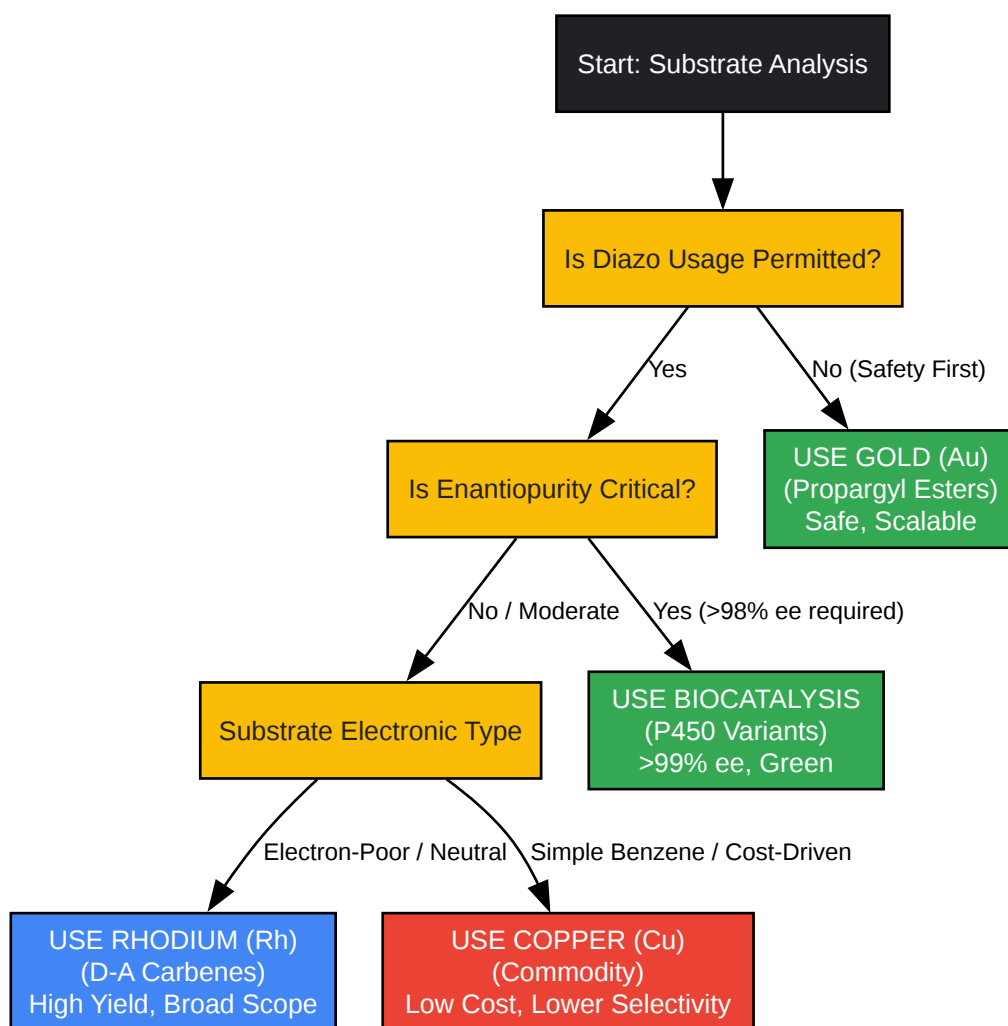 Start: Substrate Analysis
Is Diazo Usage Permitted?
Yes
No (Safety First)
Is Enantiopurity Critical?
USE GOLD (Au)
(Propargyl Esters)
Safe, Scalable
No / Moderate
Yes (>98% ee required)
Substrate Electronic Type
USE BIOCATALYSIS
(P450 Variants)
>99% ee, Green
Electron-Poor / Neutral
Simple Benzene / Cost-Driven
USE RHODIUM (Rh)
(D-A Carbenes)
High Yield, Broad Scope
USE COPPER (Cu)
(Commodity)
Low Cost, Lower Selectivity